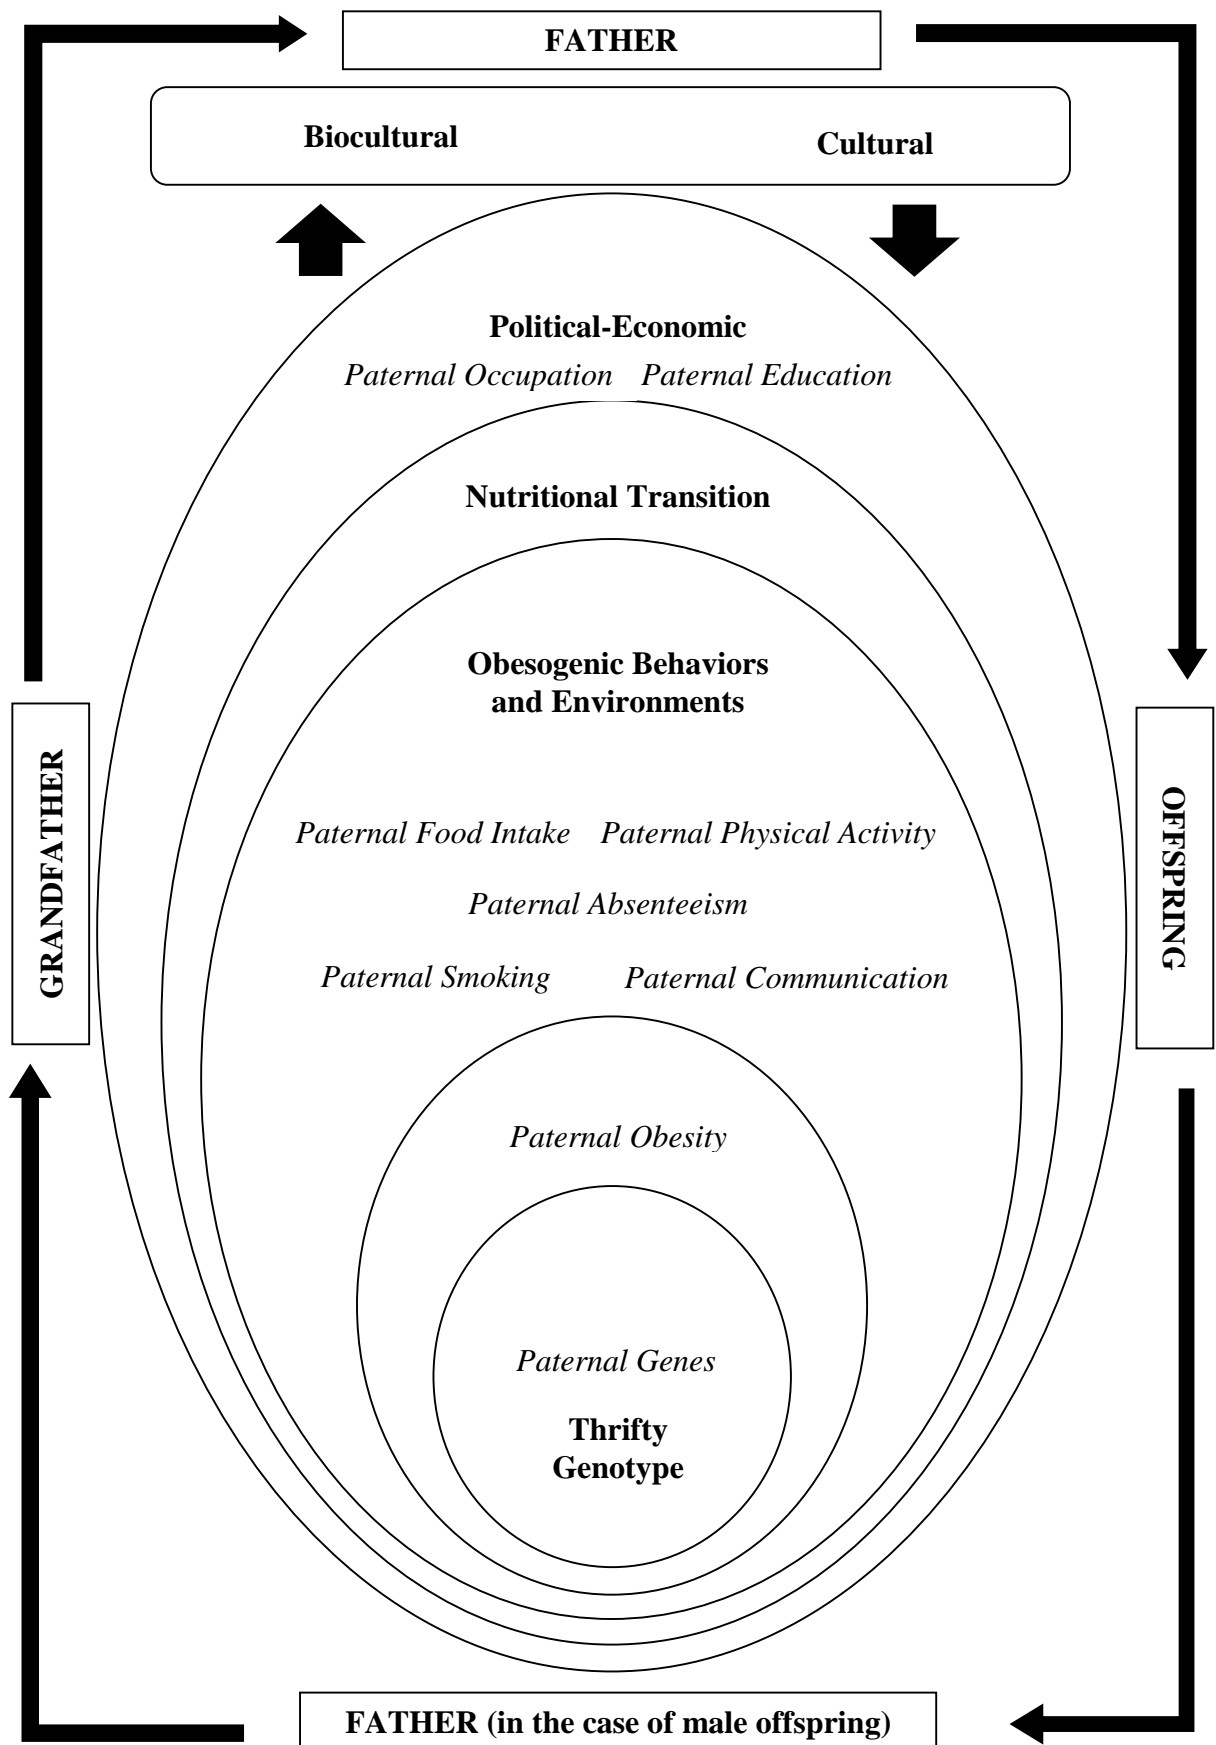 FATHER
Biocultural
Cultural
Political-Economic
Paternal Occupation Paternal Education
Nutritional Transition
Obesogenic Behaviors
and Environments
GRANDFATHER
OFFSPRING
Paternal Food Intake Paternal Physical Activity
Paternal Absenteeism
Paternal Smoking Paternal Communication
Paternal Obesity
Paternal Genes
Thrifty
Genotype
FATHER (in the case of male offspring)